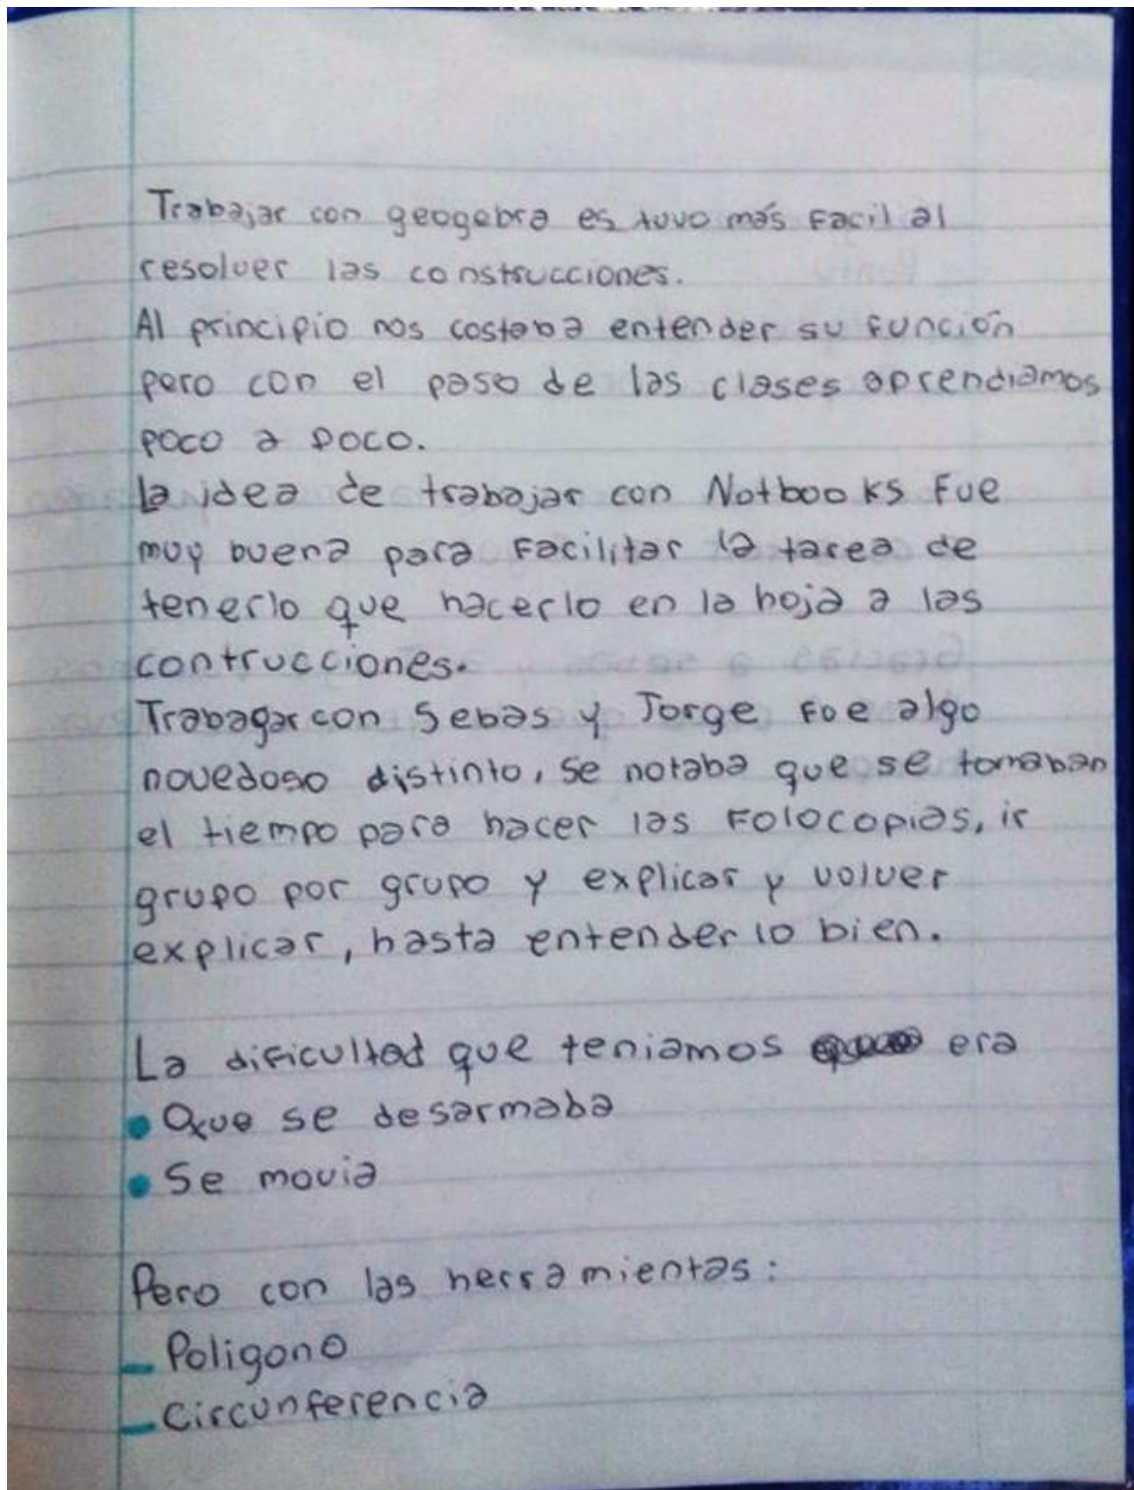 Trabajar con geogebra es tuvo más facil al
resolver las construcciones.
Al principio nos costaba entender su función
pero con el paso de las clases aprendiamos
poco a poco.
la idea de trabajar con Notbooks fue
muy buena para facilitar la tarea de
tenerlo que hacerlo en la hoja a las
contrucciones.
Trabagar con Sebas y Jorge foe algo
novedoso distinto, se notaba que se tomaban
el tiempo para hacer las Folocopias, ir
grupo por grupo y explicar y volver
explicar, hasta entenderlo bien.
La dificultad que teniamos era
• Que se desarmaba
• Se movia
Pero con las herramientas:
- Poligono
- Circunferencia